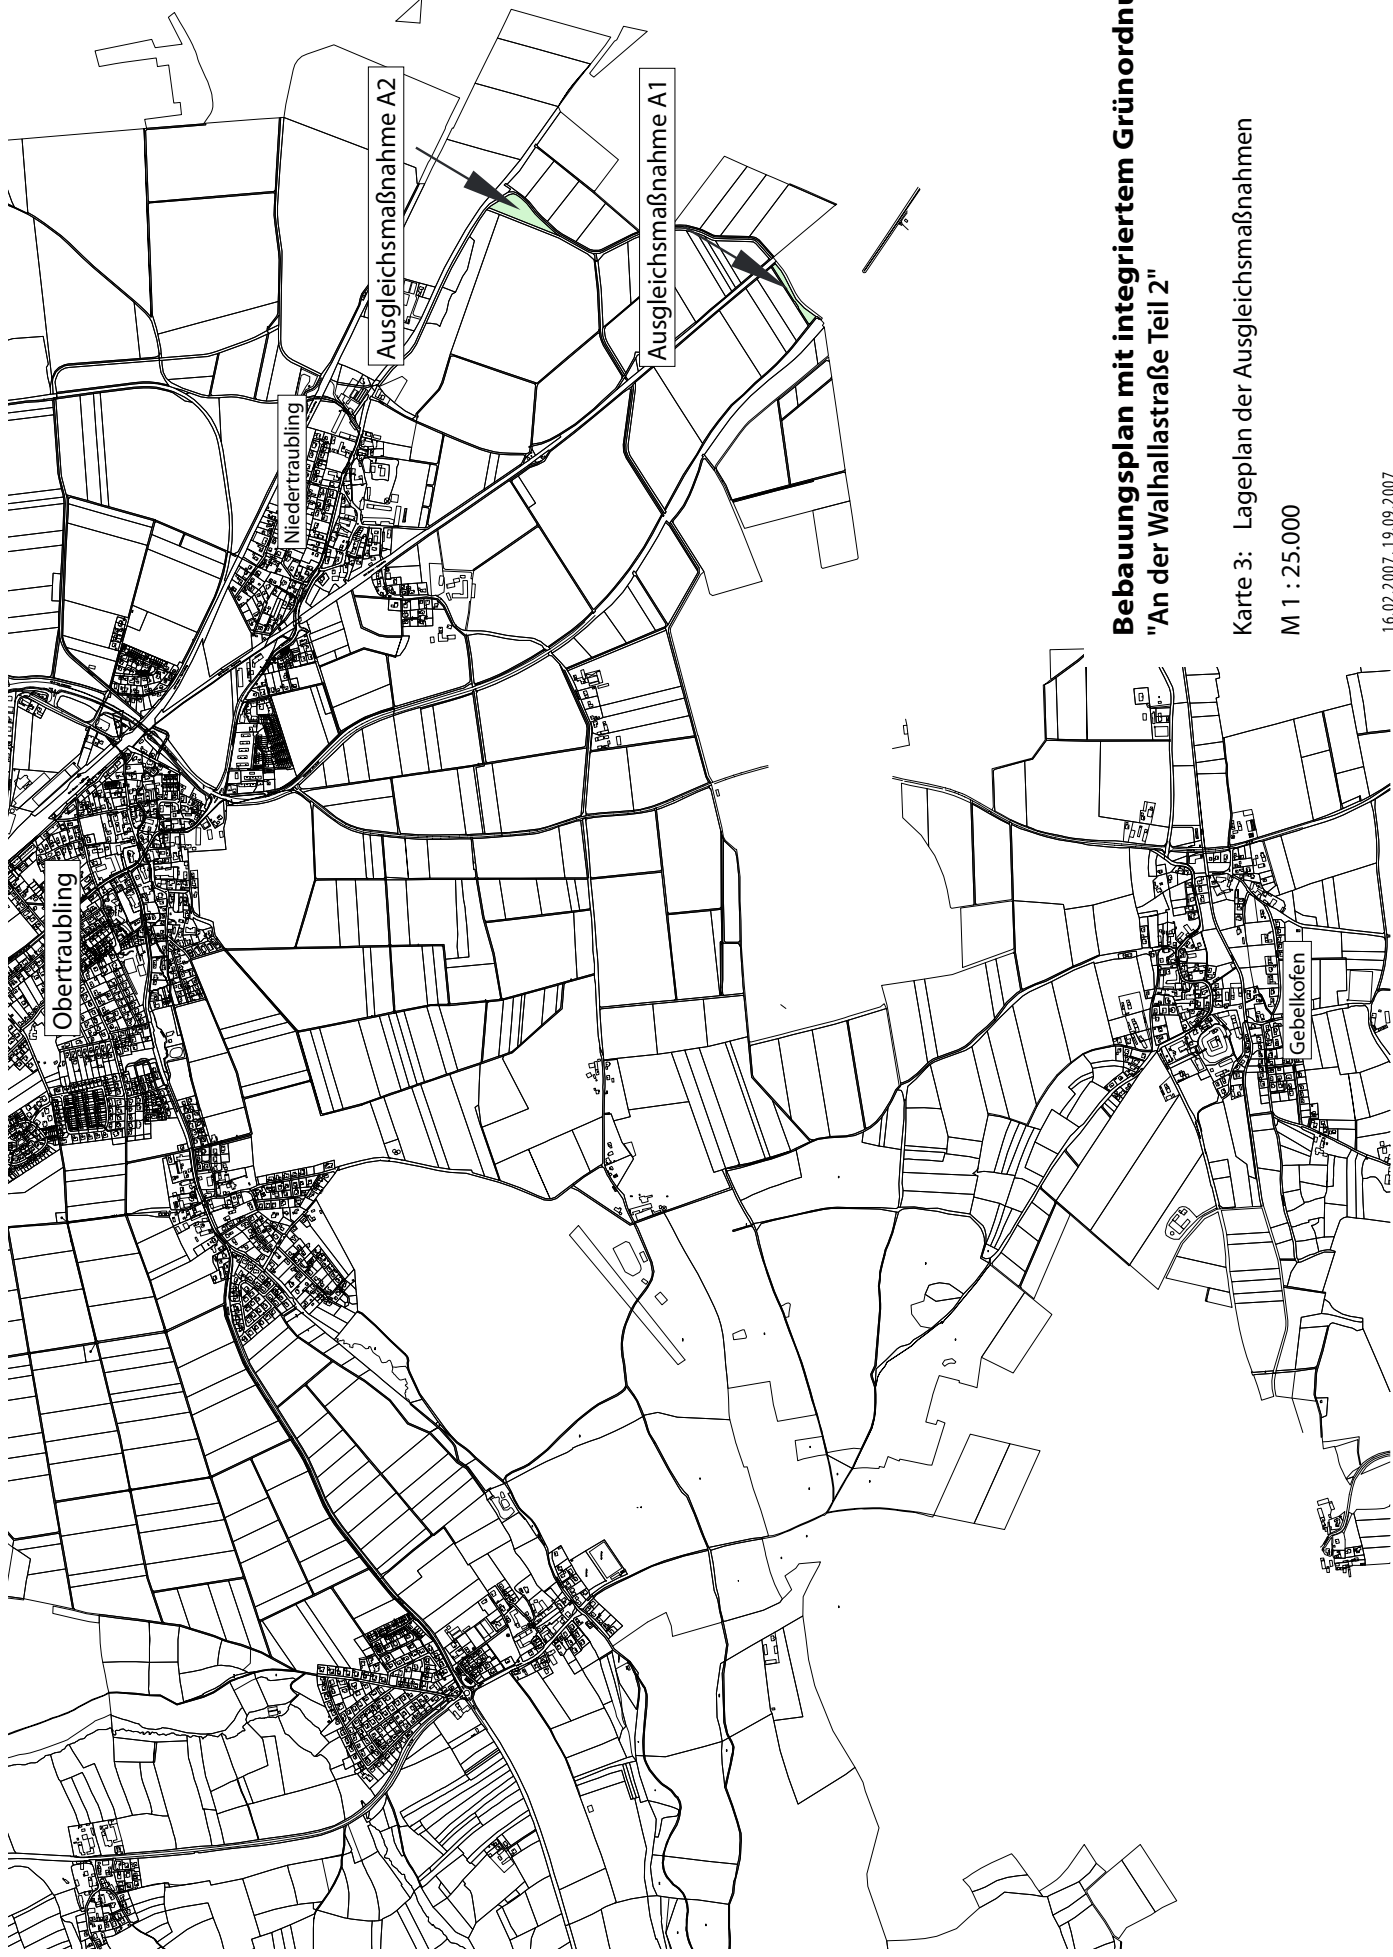 Obertraubling
Niedertraubling
Ausgleichsmaßnahme A2
Ausgleichsmaßnahme A1
Gebelkofen
Bebauungsplan mit integriertem
"An der Walhallastraße Teil 2"
Karte 3: Lageplan der Ausgleichsmaßnahmen
M 1 : 25.000
16.02.2007, 19.09.2007